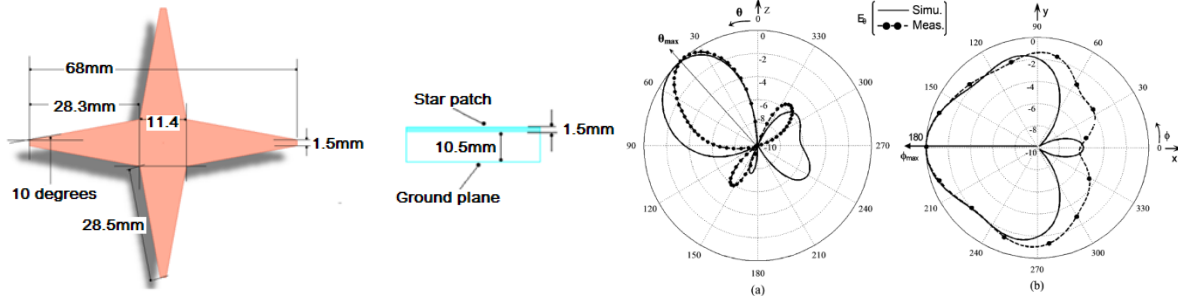 68mm
28.3mm
11.4
1.5mm
10 degrees
28.5mm
Star patch
1.5mm
10.5mm
Ground plane
θ
Z
0
30
330
θmax
60
300
90
270
120
240
150
210
180
0
-2
-4
-6
-8
-10
(a)
Eθ
Simu.
Meas.
y
90
120
60
150
30
180
ϕmax
ϕ
0
x
210
330
240
300
270
0
-2
-4
-6
-8
-10
(b)